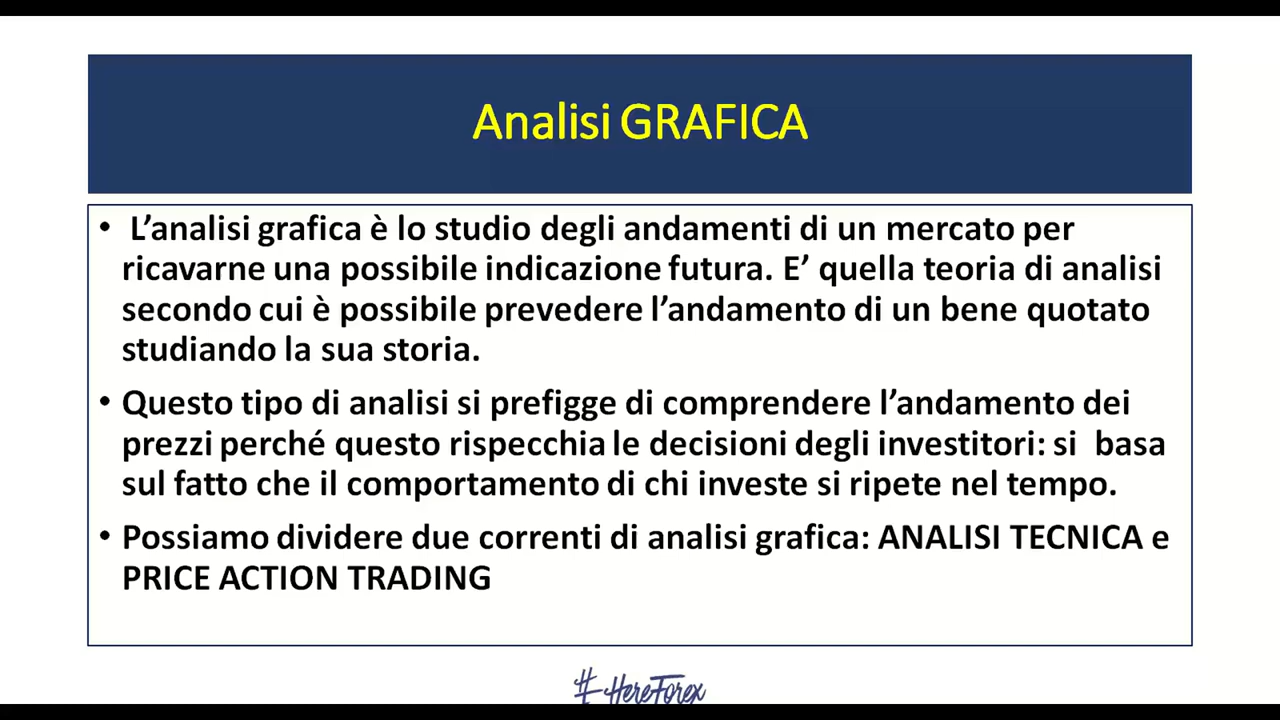 Analisi GRAFICA
• L’analisi grafica è lo studio degli andamenti di un mercato per
ricavarne una possibile indicazione futura. E’ quella teoria di analisi
secondo cui è possibile prevedere l’andamento di un bene quotato
studiando la sua storia.
• Questo tipo di analisi si prefigge di comprendere l’andamento dei
prezzi perché questo rispecchia le decisioni degli investitori: si basa
sul fatto che il comportamento di chi investe si ripete nel tempo.
• Possiamo dividere due correnti di analisi grafica: ANALISI TECNICA e
PRICE ACTION TRADING
#HereForex